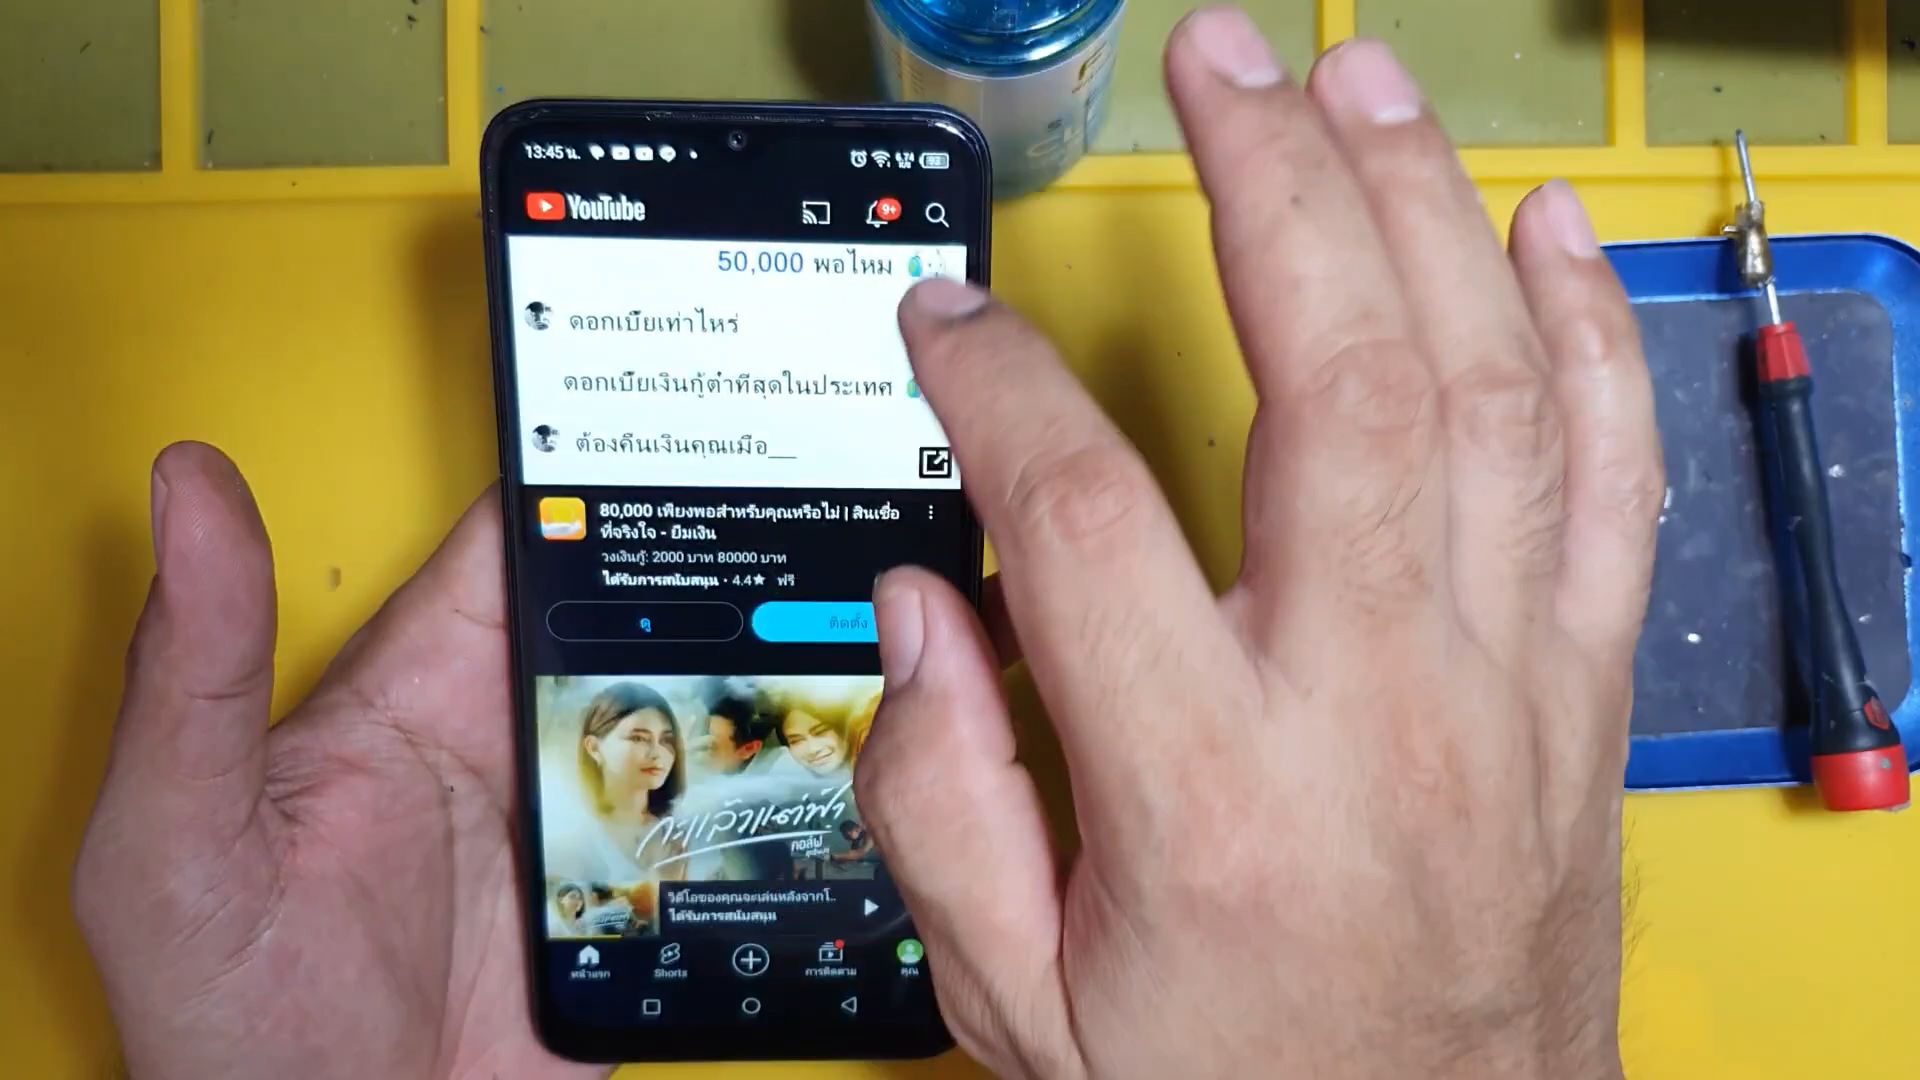 13:45 น.
YouTube
9+
50,000 พอไหม
ดอกเบี้ยเท่าไหร่
ดอกเบี้ยเงินกู้ต่ำที่สุดในประเทศ
ต้องคืนเงินคุณเมื่อ__
80,000 เพียงพอสำหรับคุณหรือไม่ | สินเชื่อ
ที่จริงใจ - ยืมเงิน
วงเงินกู้: 2000 บาท 80000 บาท
ได้รับการสนับสนุน · 4.4★ ฟรี
ดู
ติดตั้ง
กะแล้วแต่ฟ้า
กอล์ฟ
วิดีโอของคุณจะเล่นหลังจากโ..
ได้รับการสนับสนุน
หน้าแรก
Shorts
การติดตาม
คุณ